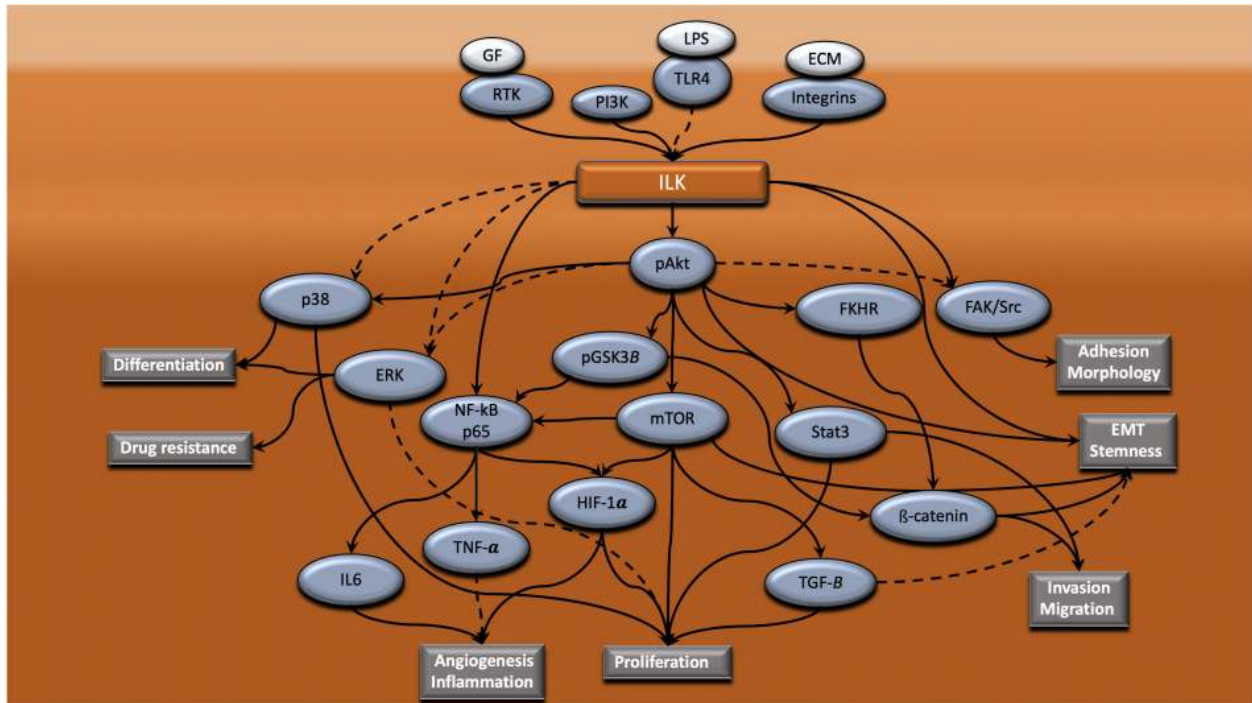 GF
LPS
ECM
RTK
PI3K
TLR4
Integrins
ILK
pAkt
p38
FKHR
FAK/Src
Differentiation
ERK
pGSK3B
Adhesion
Morphology
NF-kB
p65
mTOR
Stat3
EMT
Stemness
Drug resistance
HIF-1α
ß-catenin
TNF-α
IL6
TGF-B
Invasion
Migration
Angiogenesis
Inflammation
Proliferation